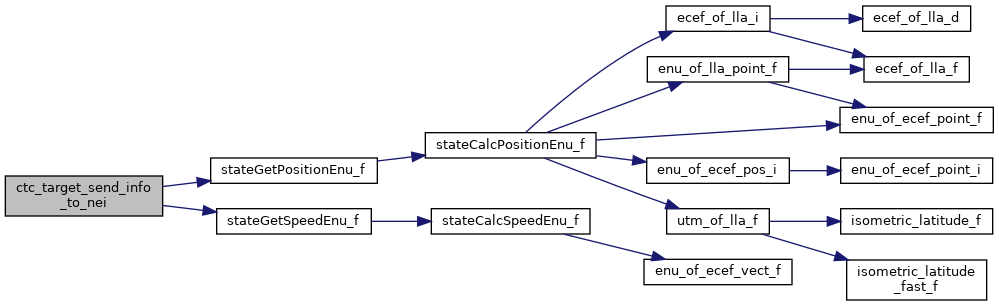 ctc_target_send_info
_to_nei
stateGetPositionEnu_f
stateGetSpeedEnu_f
stateCalcPositionEnu_f
stateCalcSpeedEnu_f
ecef_of_lla_i
enu_of_lla_point_f
enu_of_ecef_pos_i
utm_of_lla_f
enu_of_ecef_vect_f
ecef_of_lla_d
ecef_of_lla_f
enu_of_ecef_point_f
enu_of_ecef_point_i
isometric_latitude_f
isometric_latitude
_fast_f